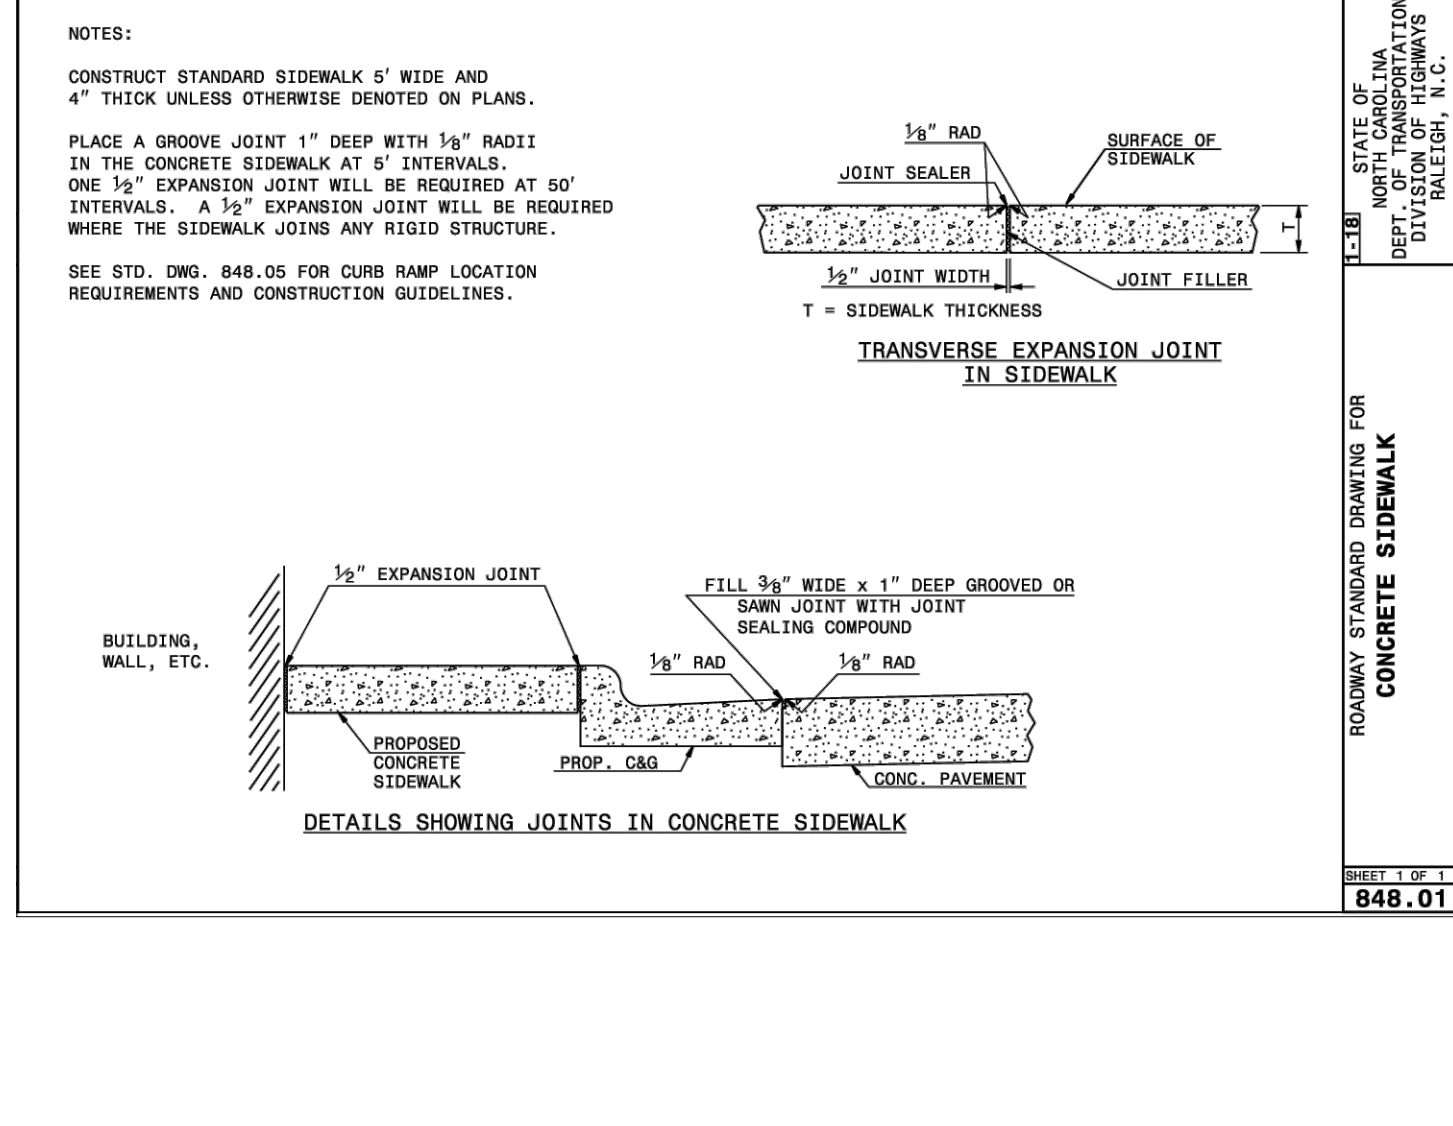 NOTES:
CONSTRUCT STANDARD SIDEWALK 5' WIDE AND
4" THICK UNLESS OTHERWISE DENOTED ON PLANS.
PLACE A GROOVE JOINT 1" DEEP WITH 1/8" RADII
IN THE CONCRETE SIDEWALK AT 5' INTERVALS.
ONE 1/2" EXPANSION JOINT WILL BE REQUIRED AT 50'
INTERVALS. A 1/2" EXPANSION JOINT WILL BE REQUIRED
WHERE THE SIDEWALK JOINS ANY RIGID STRUCTURE.
SEE STD. DWG. 848.05 FOR CURB RAMP LOCATION
REQUIREMENTS AND CONSTRUCTION GUIDELINES.
1/8" RAD
JOINT SEALER
SURFACE OF
SIDEWALK
T
1/2" JOINT WIDTH
JOINT FILLER
T = SIDEWALK THICKNESS
TRANSVERSE EXPANSION JOINT
IN SIDEWALK
1/2" EXPANSION JOINT
BUILDING,
WALL, ETC.
FILL 3/8" WIDE x 1" DEEP GROOVED OR
SAWN JOINT WITH JOINT
SEALING COMPOUND
1/8" RAD
1/8" RAD
PROPOSED
CONCRETE
SIDEWALK
PROP. C&G
CONC. PAVEMENT
DETAILS SHOWING JOINTS IN CONCRETE SIDEWALK
1-18
STATE OF
NORTH CAROLINA
DEPT. OF TRANSPORTATION
DIVISION OF HIGHWAYS
RALEIGH, N.C.
ROADWAY STANDARD DRAWING FOR
CONCRETE SIDEWALK
SHEET 1 OF 1
848.01